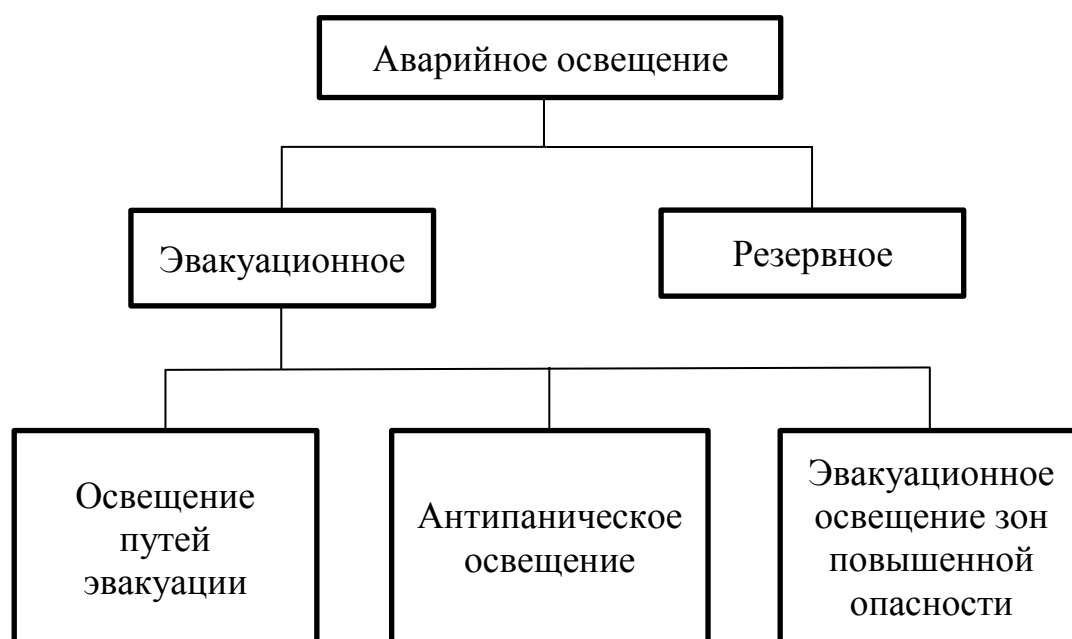 Аварийное освещение
Эвакуационное
Резервное
Освещение
путей
эвакуации
Антипаническое
освещение
Эвакуационное
освещение зон
повышенной
опасности